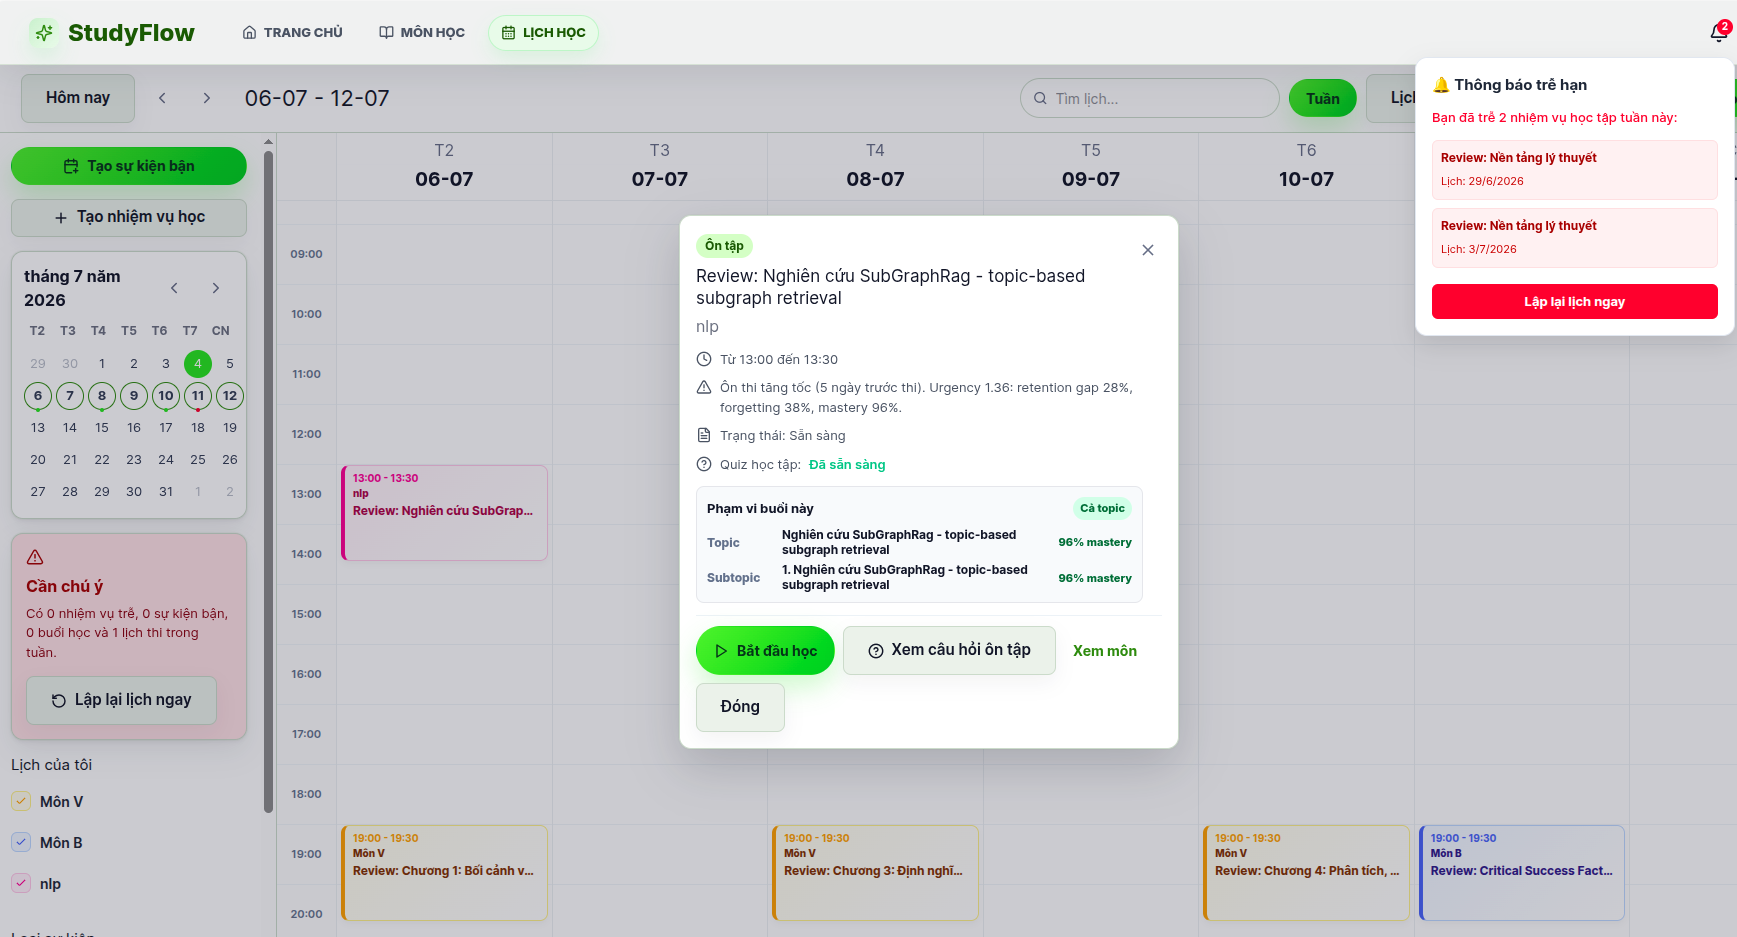 StudyFlow
TRANG CHỦ
MÔN HỌC
LỊCH HỌC
2
Hôm nay
06-07 - 12-07
Tìm lịch...
Tuần
Tạo sự kiện bận
Tạo nhiệm vụ học
tháng 7 năm
2026
T2 T3 T4 T5 T6 T7 CN
29 30 1 2 3 4 5
6 7 8 9 10 11 12
13 14 15 16 17 18 19
20 21 22 23 24 25 26
27 28 29 30 31 1 2
Cần chú ý
Có 0 nhiệm vụ trễ, 0 sự kiện bận,
0 buổi học và 1 lịch thi trong
tuần.
Lập lại lịch ngay
Lịch của tôi
Môn V
Môn B
nlp
T2 T3 T4 T5 T6
06-07 07-07 08-07 09-07 10-07
09:00
10:00
11:00
12:00
13:00
14:00
15:00
16:00
17:00
18:00
19:00
20:00
13:00 - 13:30
nlp
Review: Nghiên cứu SubGrap...
19:00 - 19:30
Môn V
Review: Chương 1: Bối cảnh v...
19:00 - 19:30
Môn V
Review: Chương 3: Định nghĩ...
19:00 - 19:30
Môn V
Review: Chương 4: Phân tích, ...
19:00 - 19:30
Môn B
Review: Critical Success Fact...
Ôn tập
Review: Nghiên cứu SubGraphRag - topic-based
subgraph retrieval
nlp
Từ 13:00 đến 13:30
Ôn thi tăng tốc (5 ngày trước thi). Urgency 1.36: retention gap 28%,
forgetting 38%, mastery 96%.
Trạng thái: Sẵn sàng
Quiz học tập: Đã sẵn sàng
Phạm vi buổi này
Cả topic
Topic
Nghiên cứu SubGraphRag - topic-based
subgraph retrieval
96% mastery
Subtopic
1. Nghiên cứu SubGraphRag - topic-based
subgraph retrieval
96% mastery
Bắt đầu học
Xem câu hỏi ôn tập
Xem môn
Đóng
🔔 Thông báo trễ hạn
Bạn đã trễ 2 nhiệm vụ học tập tuần này:
Review: Nền tảng lý thuyết
Lịch: 29/6/2026
Review: Nền tảng lý thuyết
Lịch: 3/7/2026
Lập lại lịch ngay